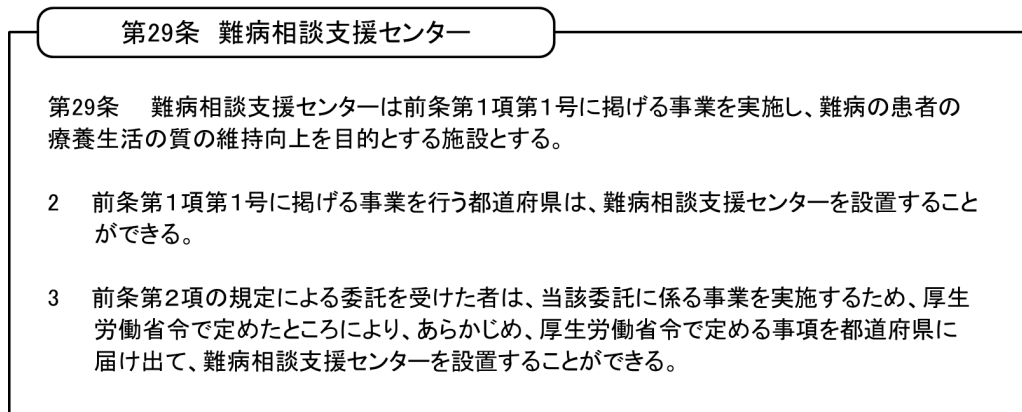 第29条 難病相談支援センター
第29条　難病相談支援センターは前条第１項第１号に掲げる事業を実施し、難病の患者の
療養生活の質の維持向上を目的とする施設とする。
2　前条第１項第１号に掲げる事業を行う都道府県は、難病相談支援センターを設置すること
ができる。
3　前条第２項の規定による委託を受けた者は、当該委託に係る事業を実施するため、厚生
労働省令で定めたところにより、あらかじめ、厚生労働省令で定める事項を都道府県に
届け出て、難病相談支援センターを設置することができる。